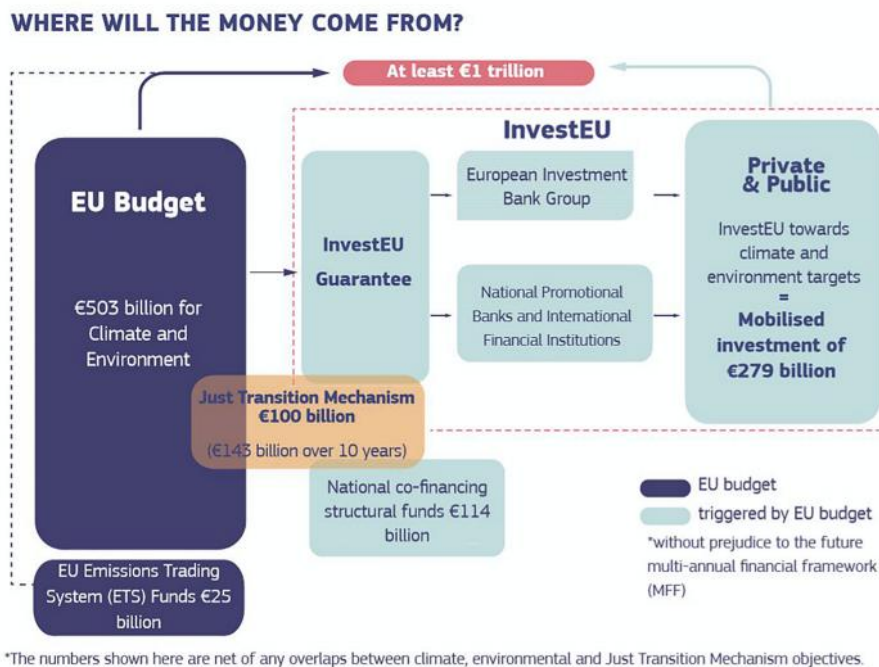 WHERE WILL THE MONEY COME FROM?
At least €1 trillion
EU Budget
€503 billion for
Climate and
Environment
InvestEU
InvestEU
Guarantee
European Investment
Bank Group
National Promotional
Banks and International
Financial Institutions
Private
& Public
InvestEU towards
climate and
environment targets
=
Mobilised
investment of
€279 billion
Just Transition Mechanism
€100 billion
(€143 billion over 10 years)
National co-financing
structural funds €114
billion
EU Emissions Trading
System (ETS) Funds €25
billion
EU budget
triggered by EU budget
*without prejudice to the future
multi-annual financial framework
(MFF)
*The numbers shown here are net of any overlaps between climate, environmental and Just Transition Mechanism objectives.